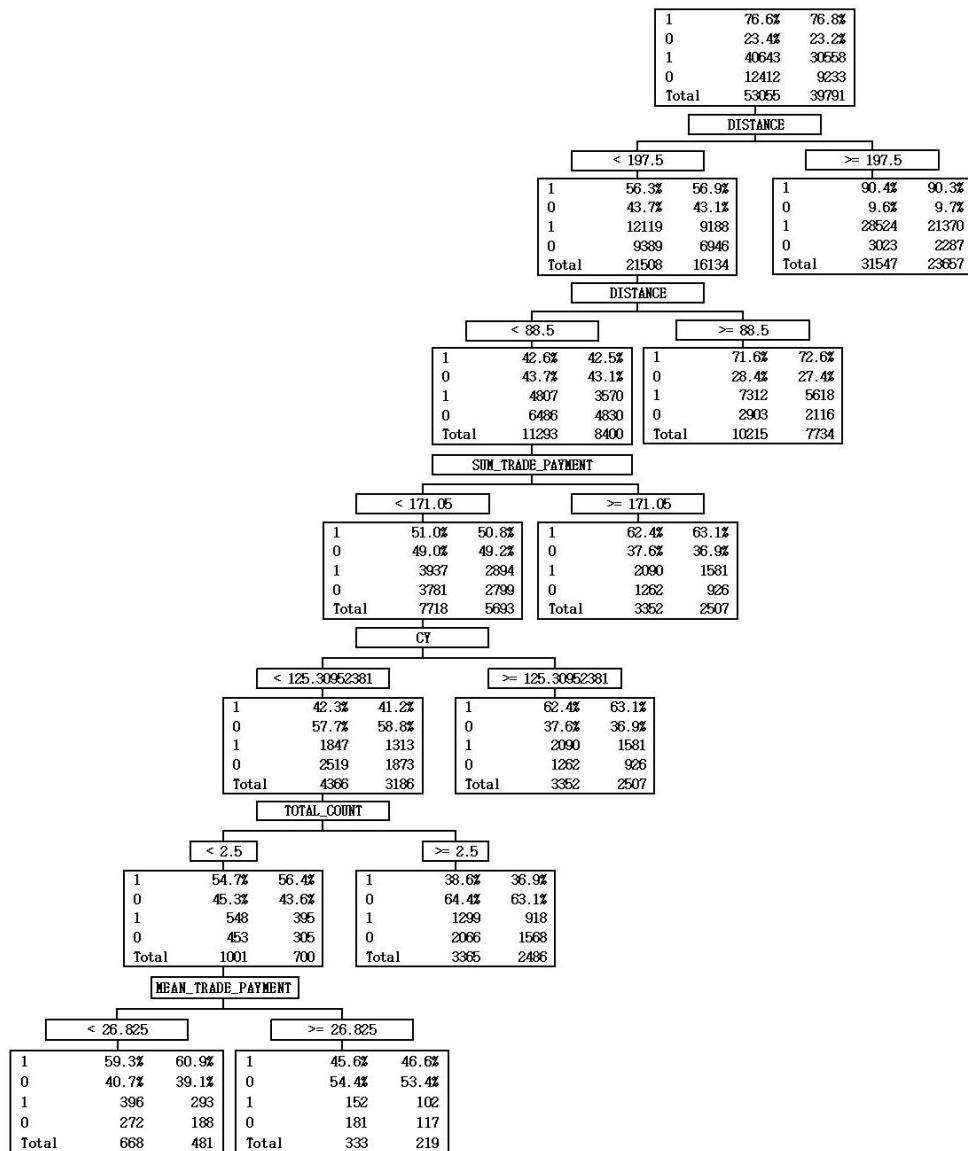 1 76.6% 76.8%
0 23.4% 23.2%
1 40643 30558
0 12412 9233
Total 53055 39791
DISTANCE
< 197.5 >= 197.5
1 56.3% 56.9% 1 90.4% 90.3%
0 43.7% 43.1% 0 9.6% 9.7%
1 12119 9188 1 28524 21370
0 9389 6946 0 3023 2287
Total 21508 16134 Total 31547 23657
DISTANCE
< 88.5 >= 88.5
1 42.6% 42.5% 1 71.6% 72.6%
0 43.7% 43.1% 0 28.4% 27.4%
1 4807 3570 1 7312 5618
0 6486 4830 0 2903 2116
Total 11293 8400 Total 10215 7734
SUM_TRADE_PAYMENT
< 171.05 >= 171.05
1 51.0% 50.8% 1 62.4% 63.1%
0 49.0% 49.2% 0 37.6% 36.9%
1 3937 2894 1 2090 1581
0 3781 2799 0 1262 926
Total 7718 5693 Total 3352 2507
CY
< 125.30952381 >= 125.30952381
1 42.3% 41.2% 1 62.4% 63.1%
0 57.7% 58.8% 0 37.6% 36.9%
1 1847 1313 1 2090 1581
0 2519 1873 0 1262 926
Total 4366 3186 Total 3352 2507
TOTAL_COUNT
< 2.5 >= 2.5
1 54.7% 56.4% 1 38.6% 36.9%
0 45.3% 43.6% 0 64.4% 63.1%
1 548 395 1 1299 918
0 453 305 0 2066 1568
Total 1001 700 Total 3365 2486
MEAN_TRADE_PAYMENT
< 26.825 >= 26.825
1 59.3% 60.9% 1 45.6% 46.6%
0 40.7% 39.1% 0 54.4% 53.4%
1 396 293 1 152 102
0 272 188 0 181 117
Total 668 481 Total 333 219